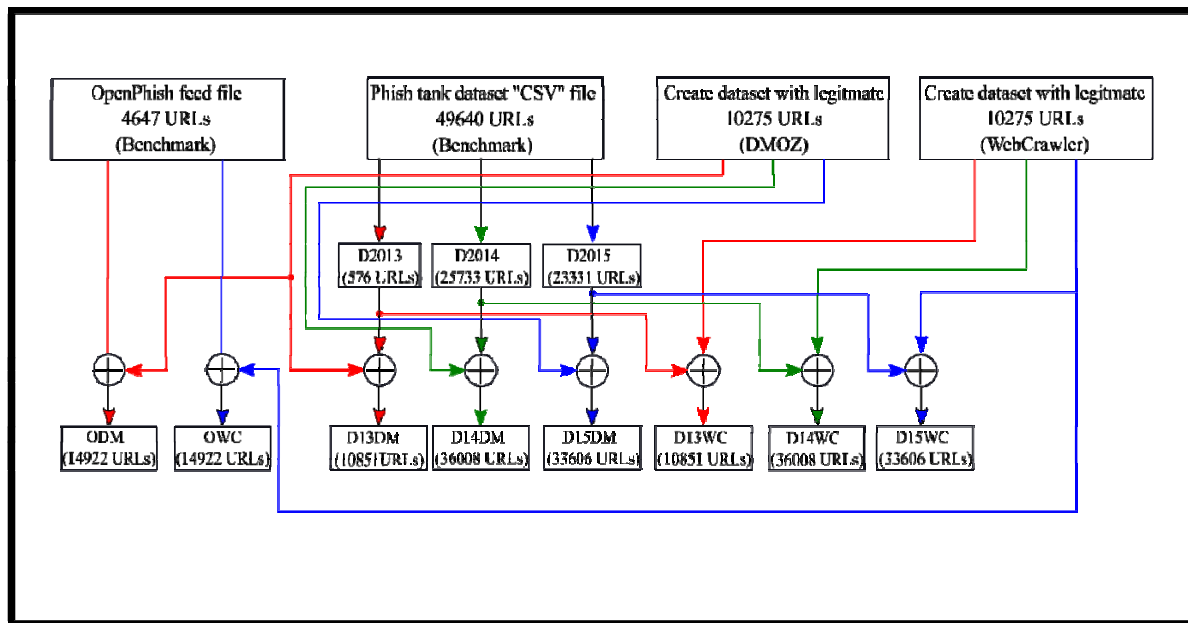 OpenPhish feed file
4647 URLs
(Benchmark)
Phish tank dataset "CSV" file
49640 URLs
(Benchmark)
Create dataset with legitmate
10275 URLs
(DMOZ)
Create dataset with legitmate
10275 URLs
(WebCrawler)
D2013
(576 URLs)
D2014
(25733 URLs)
D2015
(23331 URLs)
ODM
(14922 URLs)
OWC
(14922 URLs)
D13DM
(10851URLs)
D14DM
(36008 URLs)
D15DM
(33606 URLs)
D13WC
(10851 URLs)
D14WC
(36008 URLs)
D15WC
(33606 URLs)